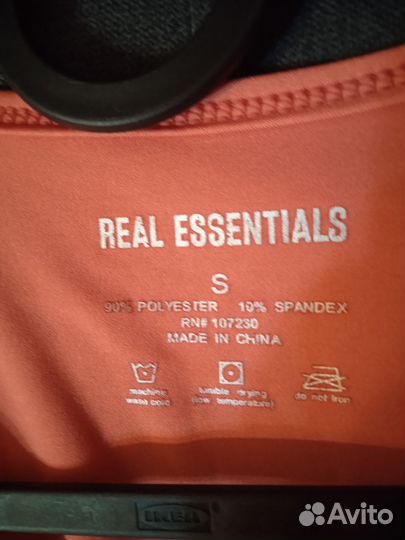 REAL ESSENTIALS
S
90% POLYESTER 10% SPANDEX
RN# 107230
MADE IN CHINA
machine wash cold
tumble drying (low temperature)
do not iron
IKEA
Avito